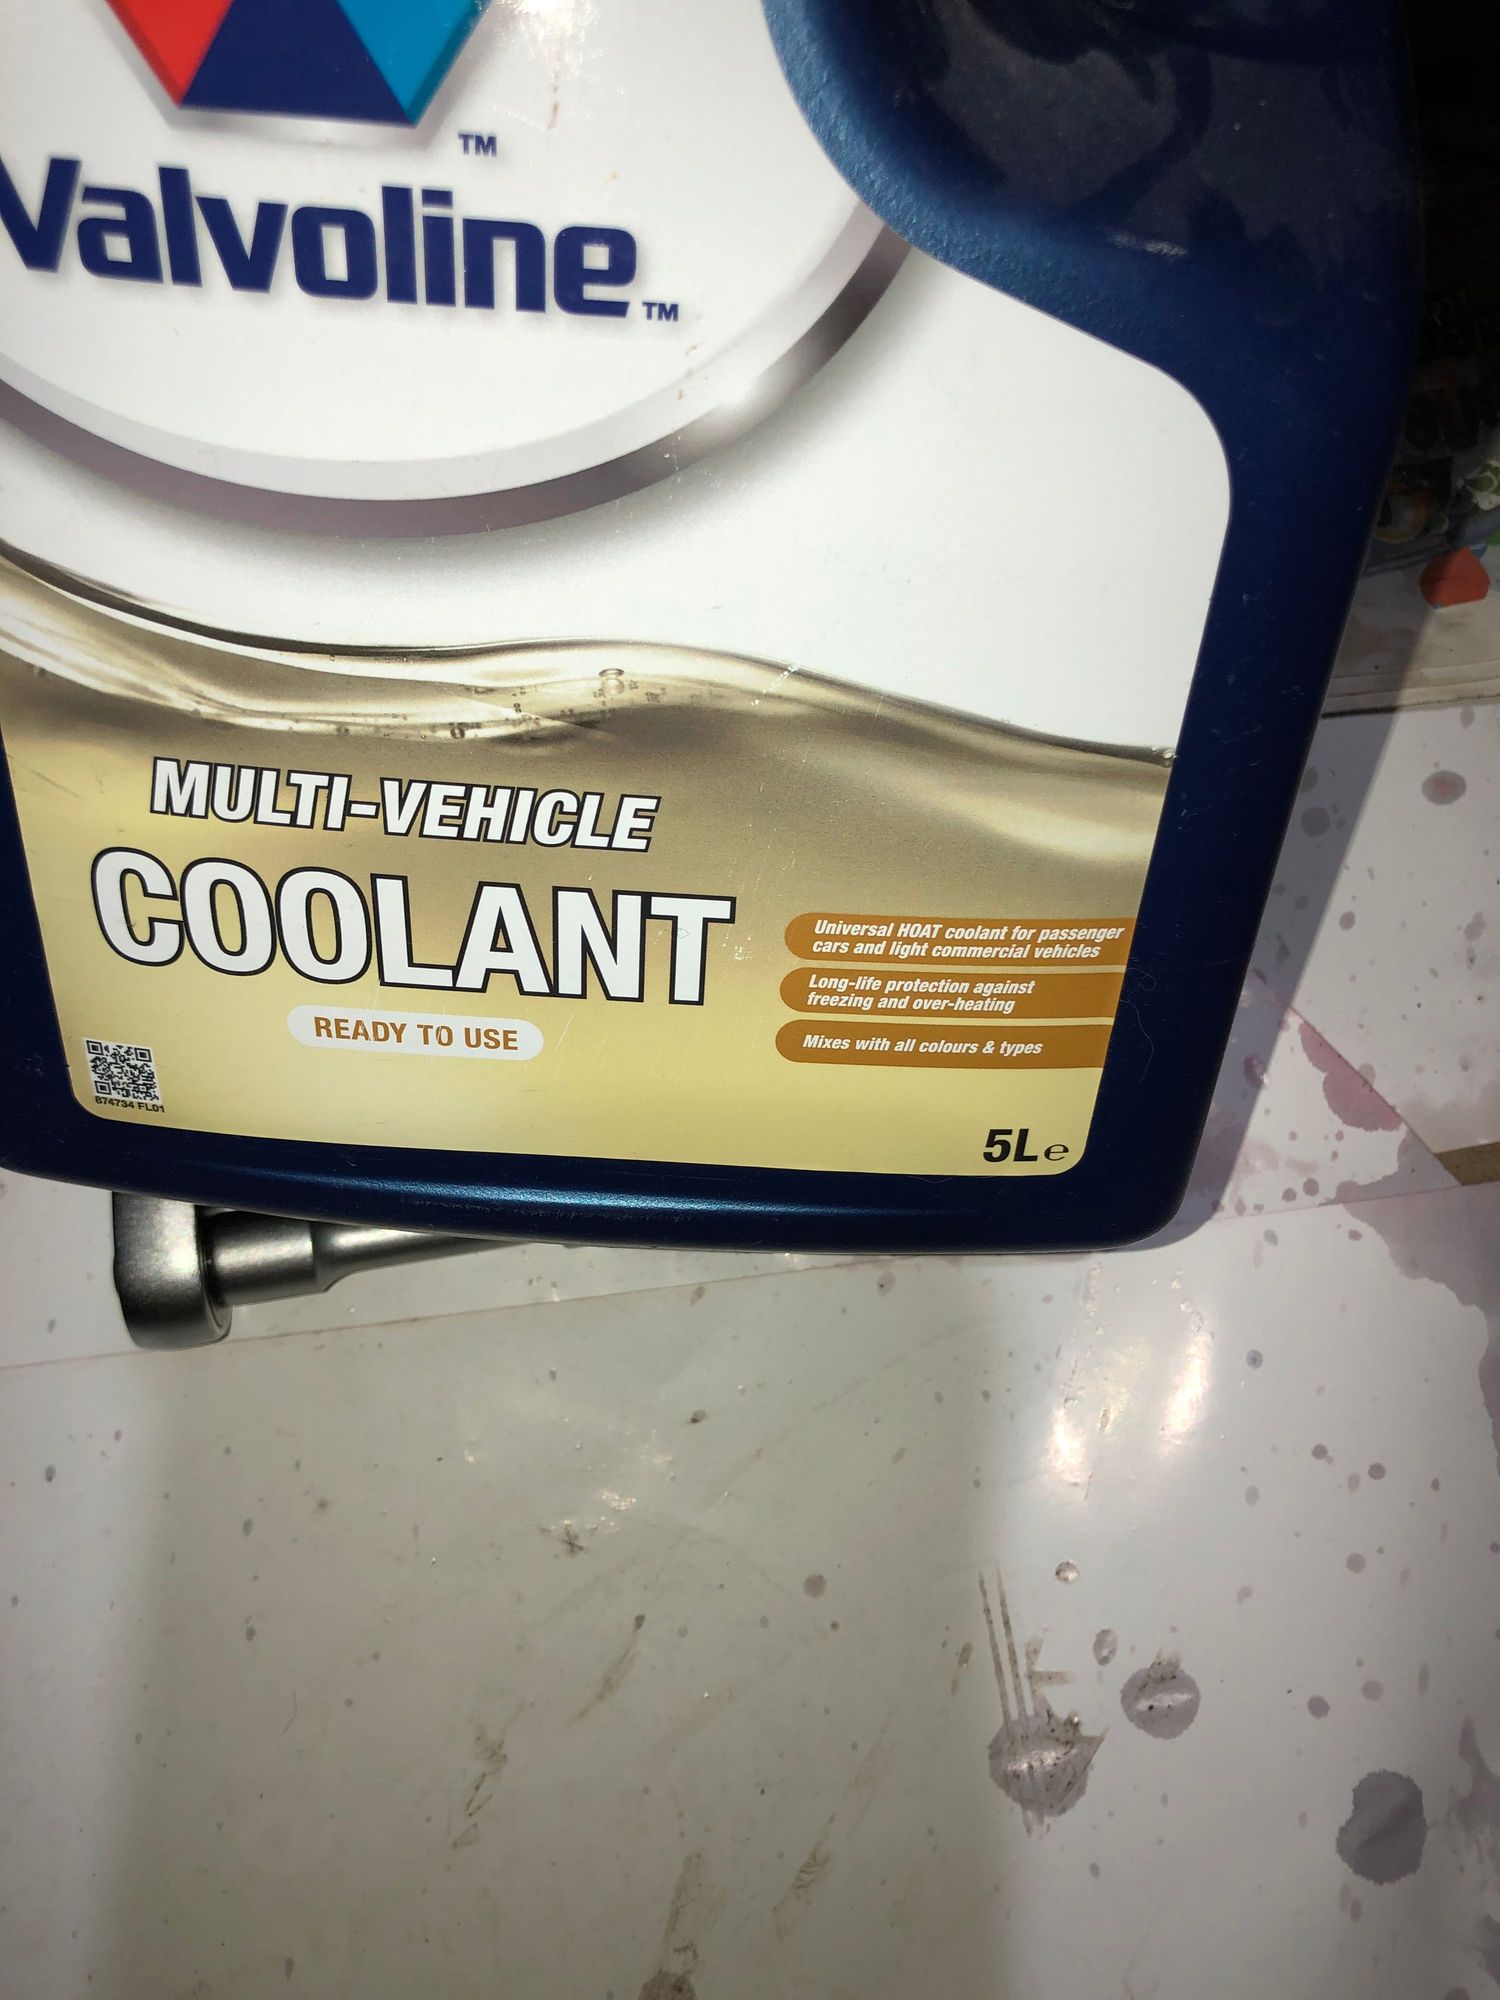 TM
Valvoline TM
MULTI-VEHICLE
COOLANT
READY TO USE
Universal HOAT coolant for passenger
cars and light commercial vehicles
Long-life protection against
freezing and over-heating
Mixes with all colours & types
874734 FL01
5L e